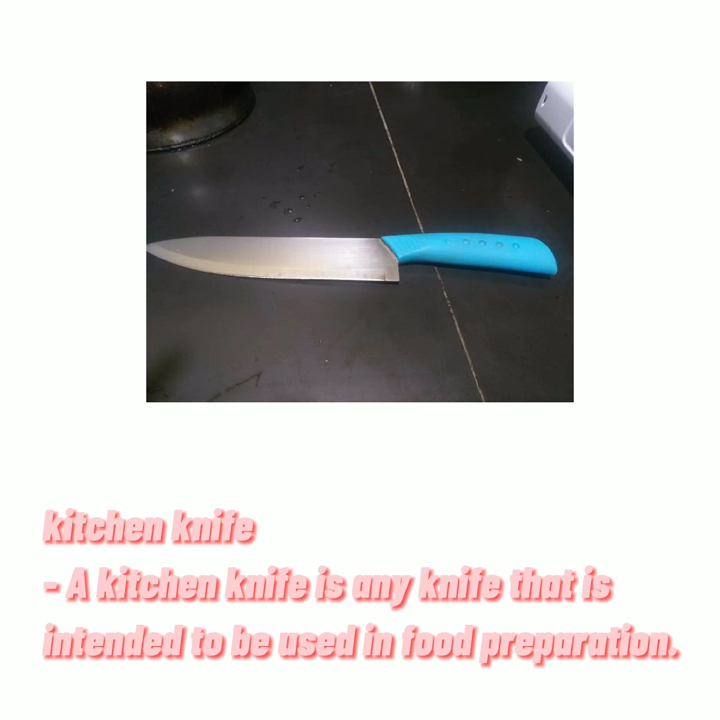 kitchen knife
- A kitchen knife is any knife that is
intended to be used in food preparation.